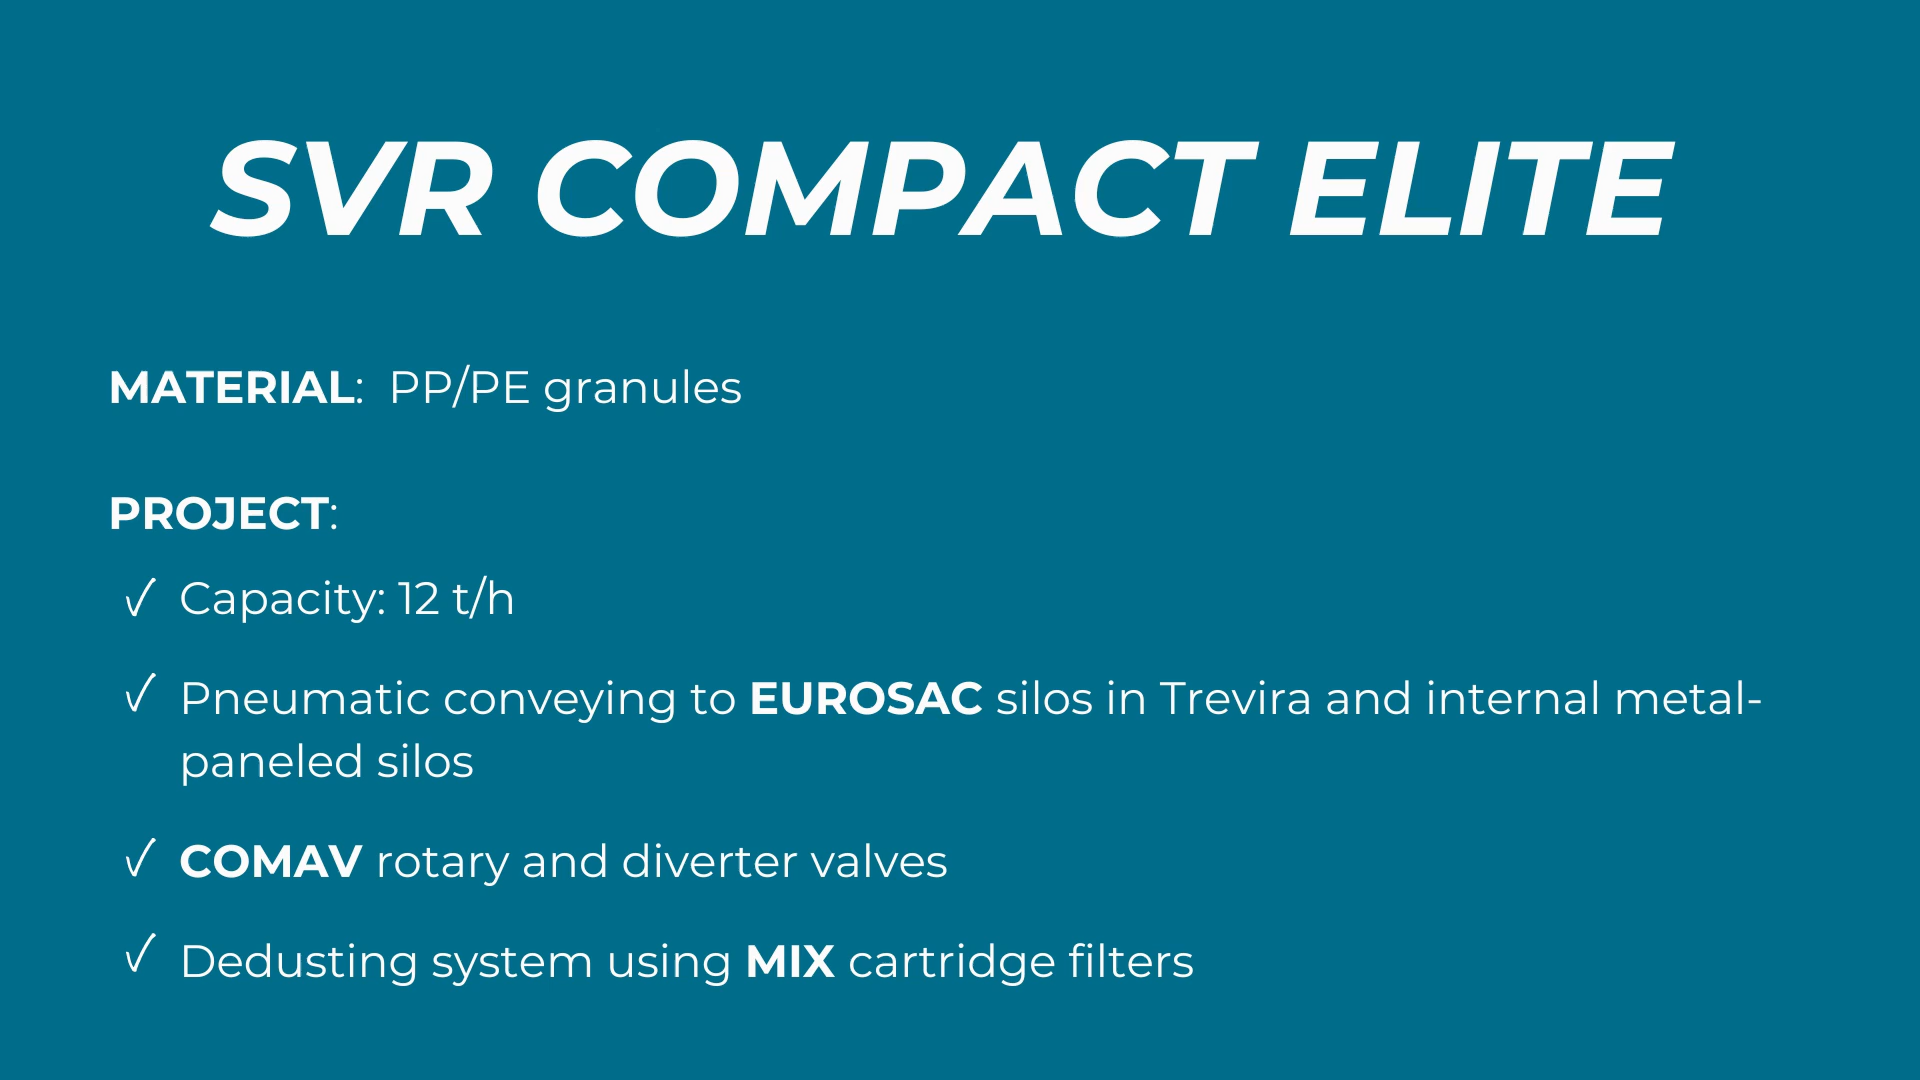 SVR COMPACT ELITE
MATERIAL: PP/PE granules
PROJECT:
✓ Capacity: 12 t/h
✓ Pneumatic conveying to EUROSAC silos in Trevira and internal metal-
paneled silos
✓ COMAV rotary and diverter valves
✓ Dedusting system using MIX cartridge filters